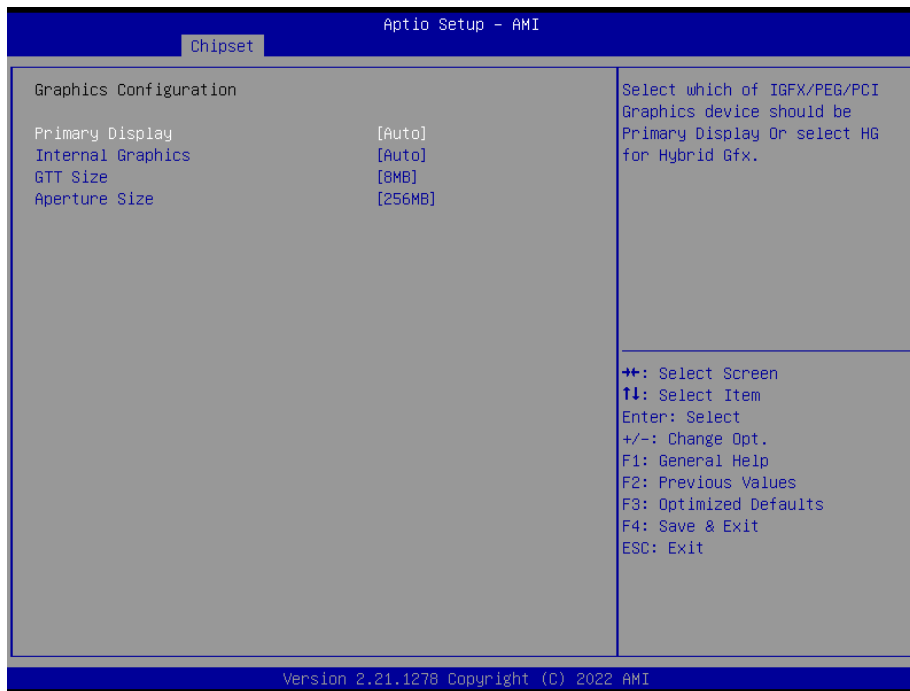 Aptio Setup – AMI
Chipset
Graphics Configuration
Primary Display [Auto]
Internal Graphics [Auto]
GTT Size [8MB]
Aperture Size [256MB]
Select which of IGFX/PEG/PCI
Graphics device should be
Primary Display Or select HG
for Hybrid Gfx.
→←: Select Screen
↑↓: Select Item
Enter: Select
+/-: Change Opt.
F1: General Help
F2: Previous Values
F3: Optimized Defaults
F4: Save & Exit
ESC: Exit
Version 2.21.1278 Copyright (C) 2022 AMI